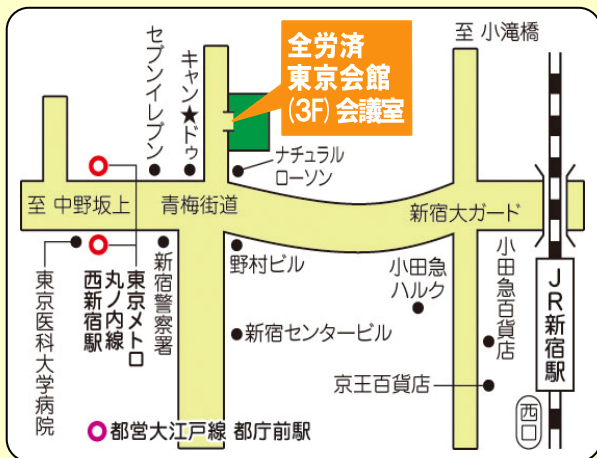 全労済
東京会館
(3F) 会議室
至 小滝橋
セブンイレブン
キャン★ドゥ
ナチュラル
ローソン
至 中野坂上
青梅街道
新宿大ガード
東京医科大学病院
東京メトロ
丸ノ内線
西新宿駅
新宿警察署
野村ビル
小田急
ハルク
小田急百貨店
JR新宿駅
新宿センタービル
京王百貨店
西口
都営大江戸線 都庁前駅